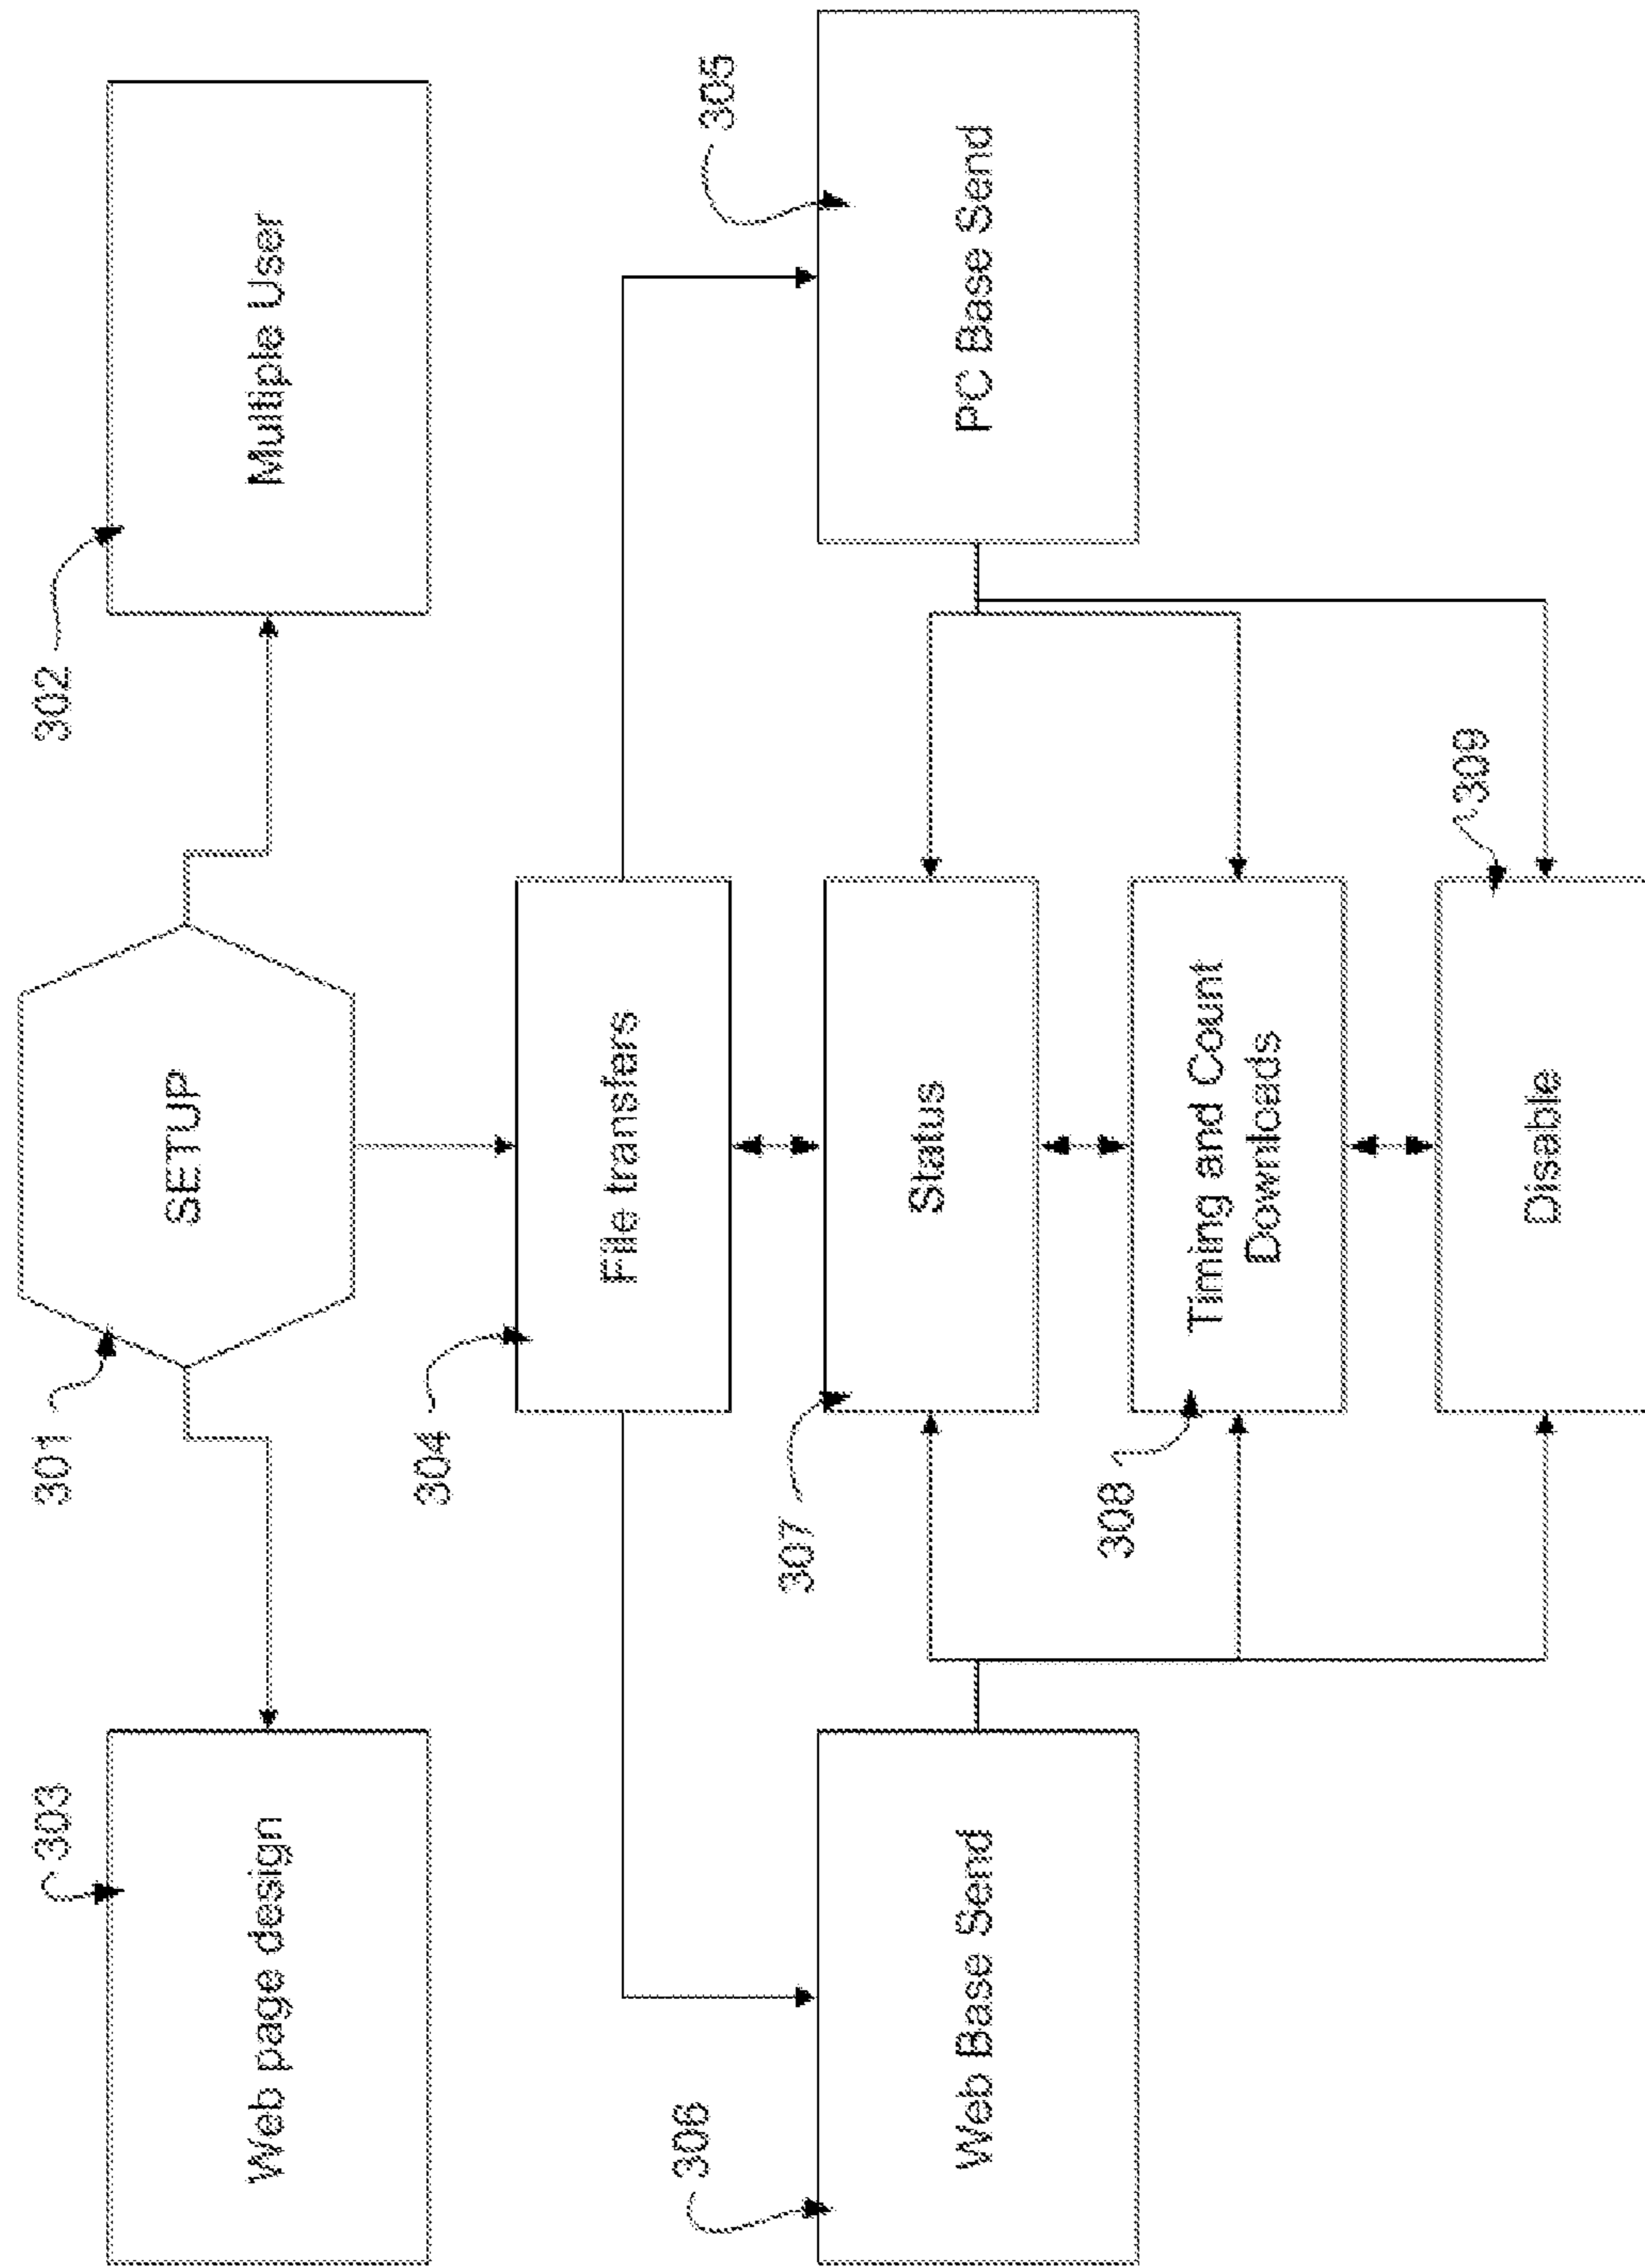 303
Web page design
301
SETUP
302
Multiple User
304
File transfers
306
Web Base Send
307
Status
305
PC Base Send
308
Timing and Count
Downloads
309
Disable